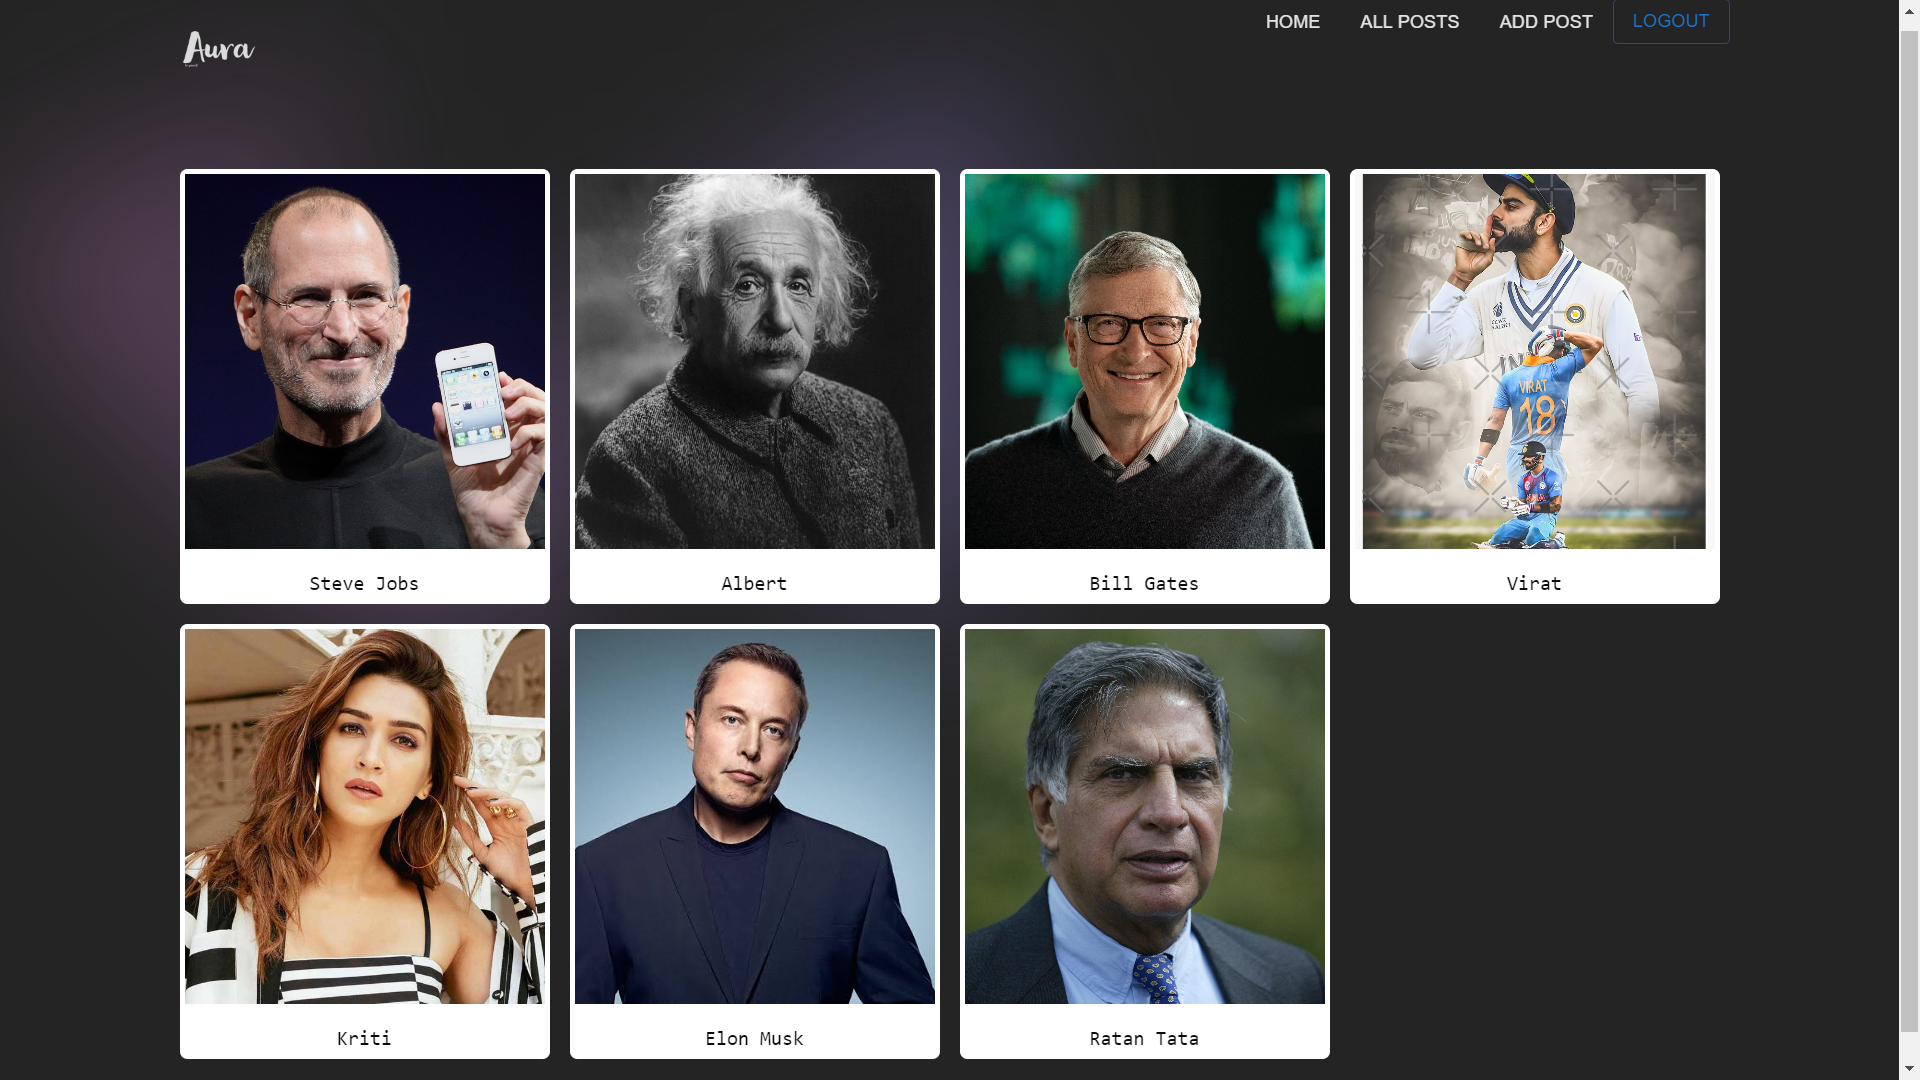 HOME
ALL POSTS
ADD POST
LOGOUT
Aura
VIRAT
18
Steve Jobs
Albert
Bill Gates
Virat
Kriti
Elon Musk
Ratan Tata